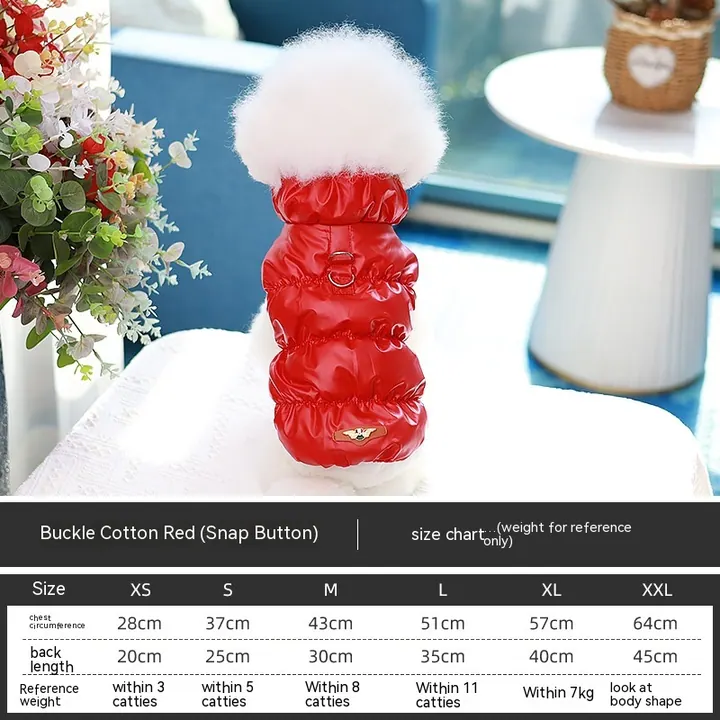 Buckle Cotton Red (Snap Button)
size chart...(weight for reference
only)
Size XS S M L XL XXL
chest
circumference 28cm 37cm 43cm 51cm 57cm 64cm
back
length 20cm 25cm 30cm 35cm 40cm 45cm
Reference
weight within 3
catties within 5
catties Within 8
catties Within 11
catties Within 7kg look at
body shape